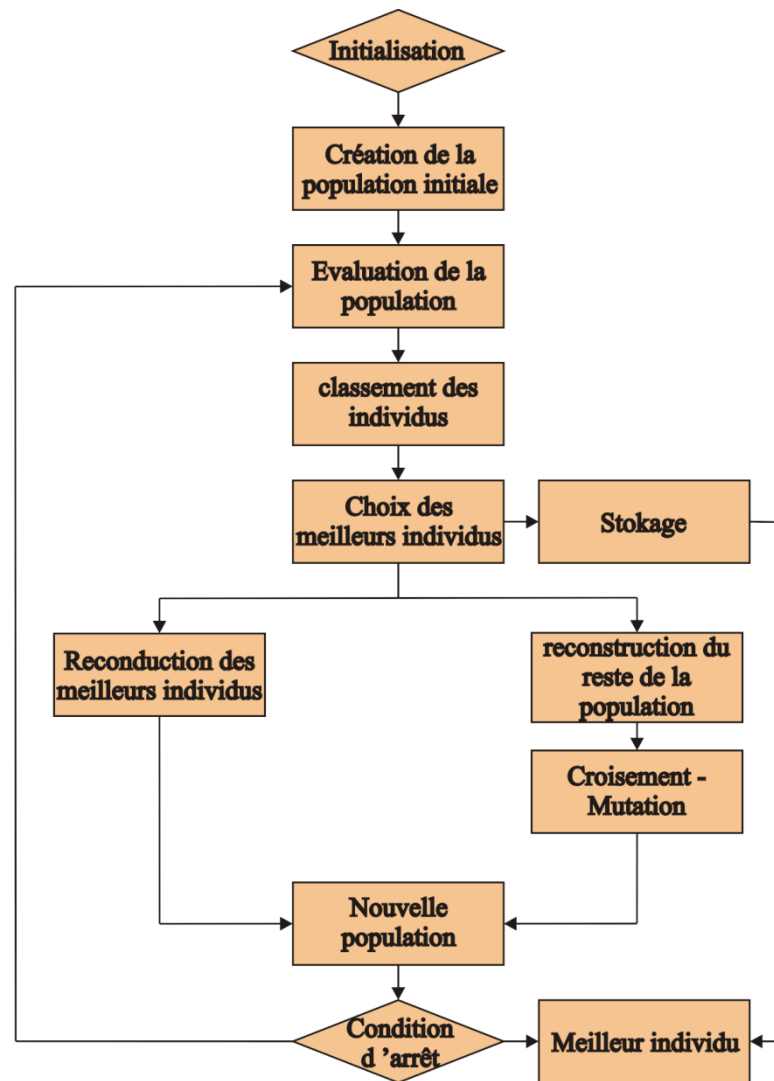 Initialisation
Création de la
population initiale
Evaluation de la
population
classement des
individus
Choix des
meilleurs individus
Stokage
Reconduction des
meilleurs individus
reconstruction du
reste de la
population
Croisement -
Mutation
Nouvelle
population
Condition
d ’arrêt
Meilleur individu